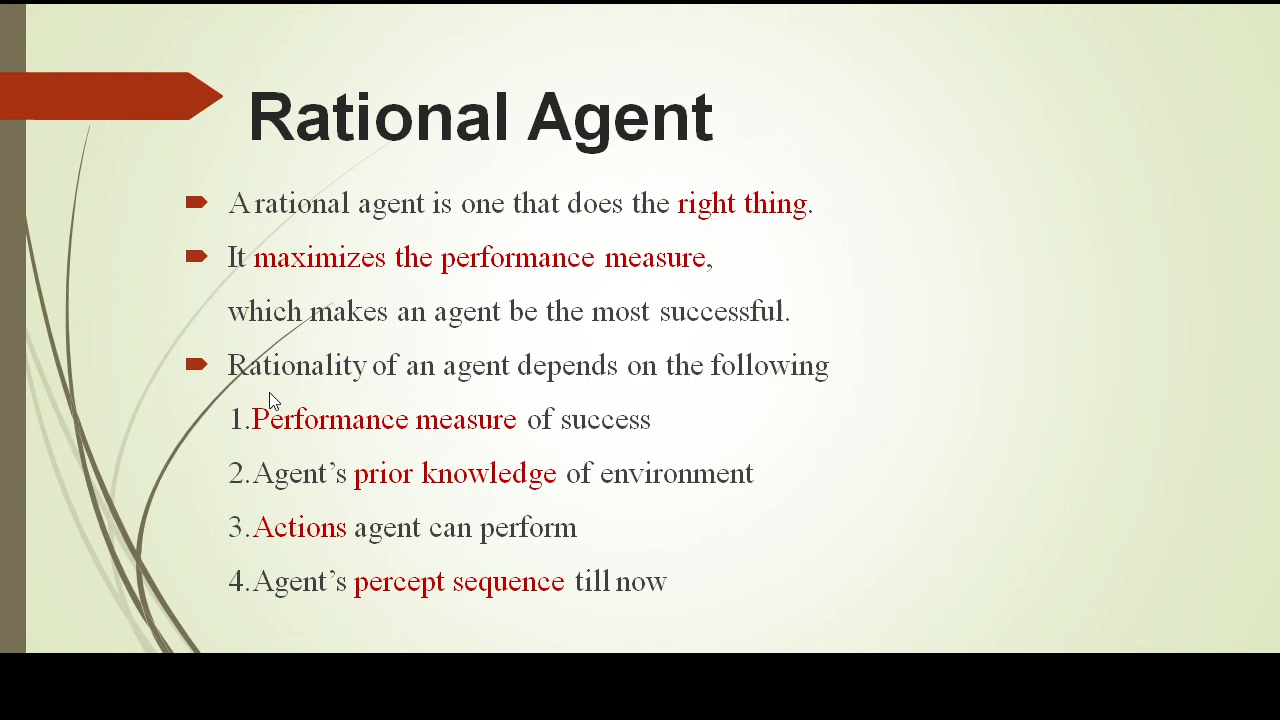 Rational Agent
A rational agent is one that does the right thing.
It maximizes the performance measure,
which makes an agent be the most successful.
Rationality of an agent depends on the following
1.Performance measure of success
2.Agent’s prior knowledge of environment
3.Actions agent can perform
4.Agent’s percept sequence till now